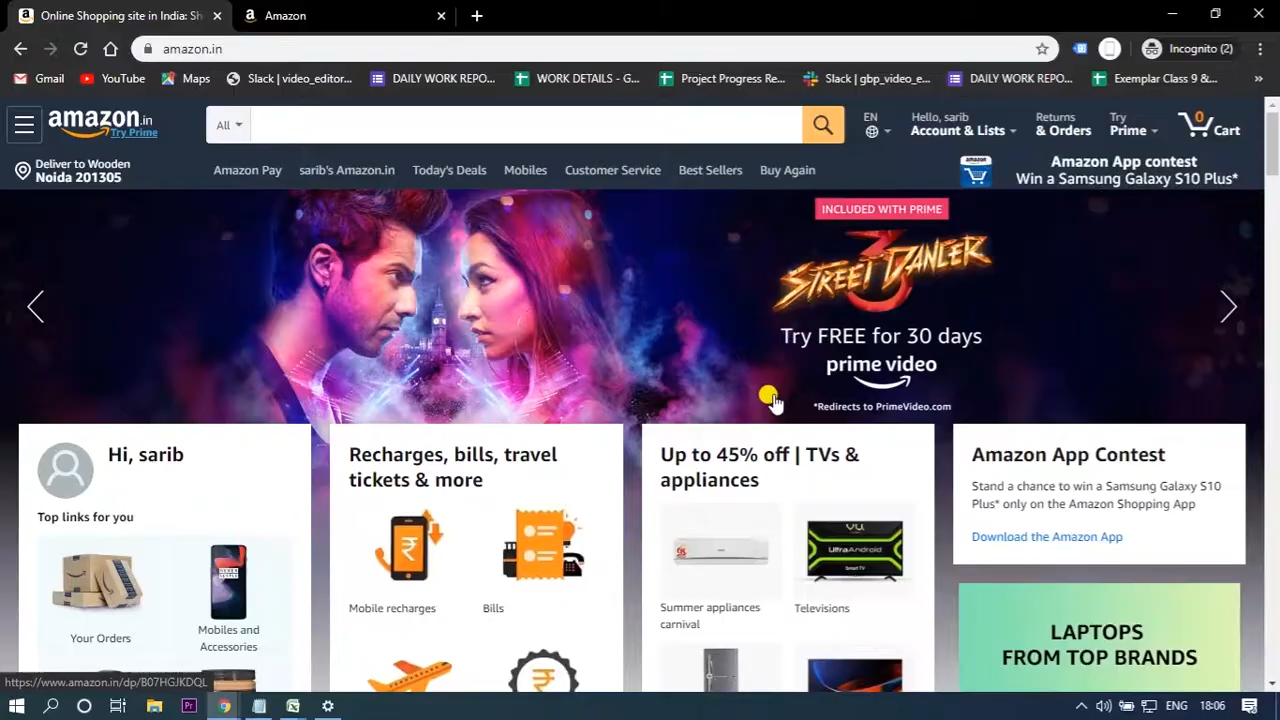 Online Shopping site in India: Sh
Amazon
amazon.in
Incognito (2)
Gmail
YouTube
Maps
Slack | video_editor...
DAILY WORK REPO...
WORK DETAILS - G...
Project Progress Re...
Slack | gbp_video_e...
DAILY WORK REPO...
Exemplar Class 9 &...
amazon.in
Try Prime
All
EN
Hello, sarib
Account & Lists
Returns
& Orders
Try
Prime
0
Cart
Deliver to Wooden
Noida 201305
Amazon Pay
sarib's Amazon.in
Today's Deals
Mobiles
Customer Service
Best Sellers
Buy Again
amazon
Amazon App contest
Win a Samsung Galaxy S10 Plus*
INCLUDED WITH PRIME
STREET DANCER
3
Try FREE for 30 days
prime video
*Redirects to PrimeVideo.com
Hi, sarib
Top links for you
Your Orders
Mobiles and
Accessories
Recharges, bills, travel
tickets & more
Mobile recharges
Bills
Up to 45% off | TVs &
appliances
Summer appliances
carnival
VU
UltraAndroid
Smart TV
Televisions
Amazon App Contest
Stand a chance to win a Samsung Galaxy S10
Plus* only on the Amazon Shopping App
Download the Amazon App
LAPTOPS
FROM TOP BRANDS
https://www.amazon.in/dp/B07HGJKDQL
Pr
ENG
18:06